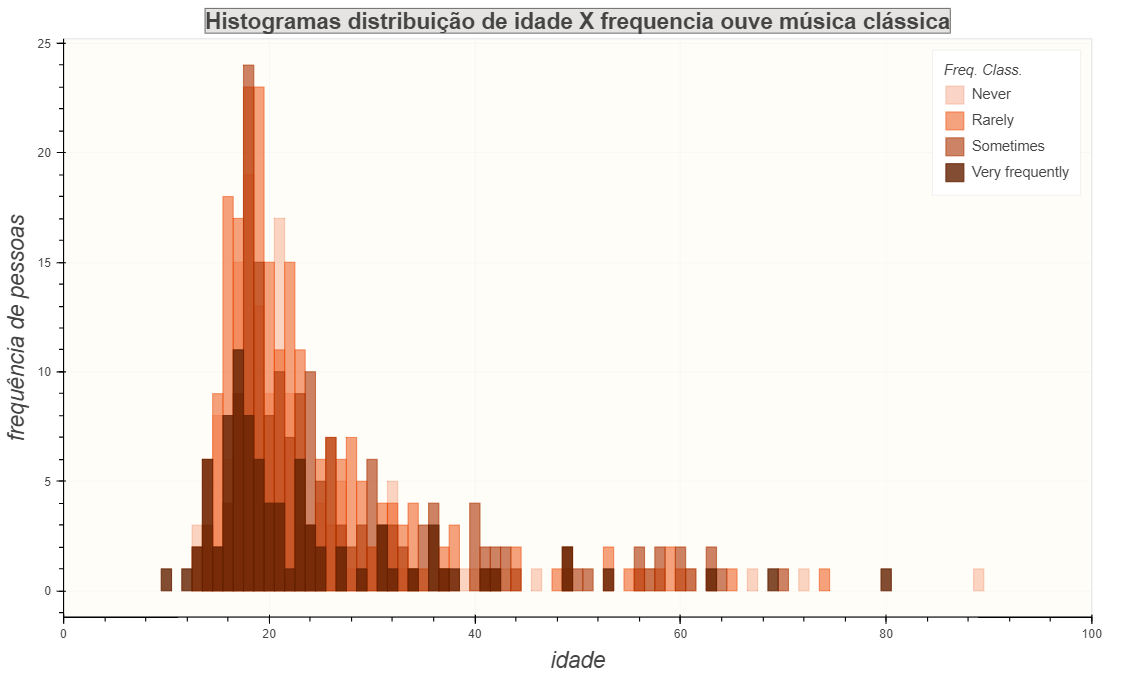 Histogramas distribuição de idade X frequencia ouve música clássica
Freq. Class.
Never
Rarely
Sometimes
Very frequently
frequência de pessoas
25
20
15
10
5
0
0 20 40 60 80 100
idade